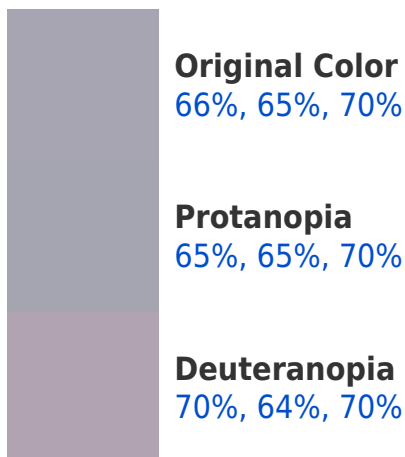 Original Color
66%, 65%, 70%
Protanopia
65%, 65%, 70%
Deuteranopia
70%, 64%, 70%